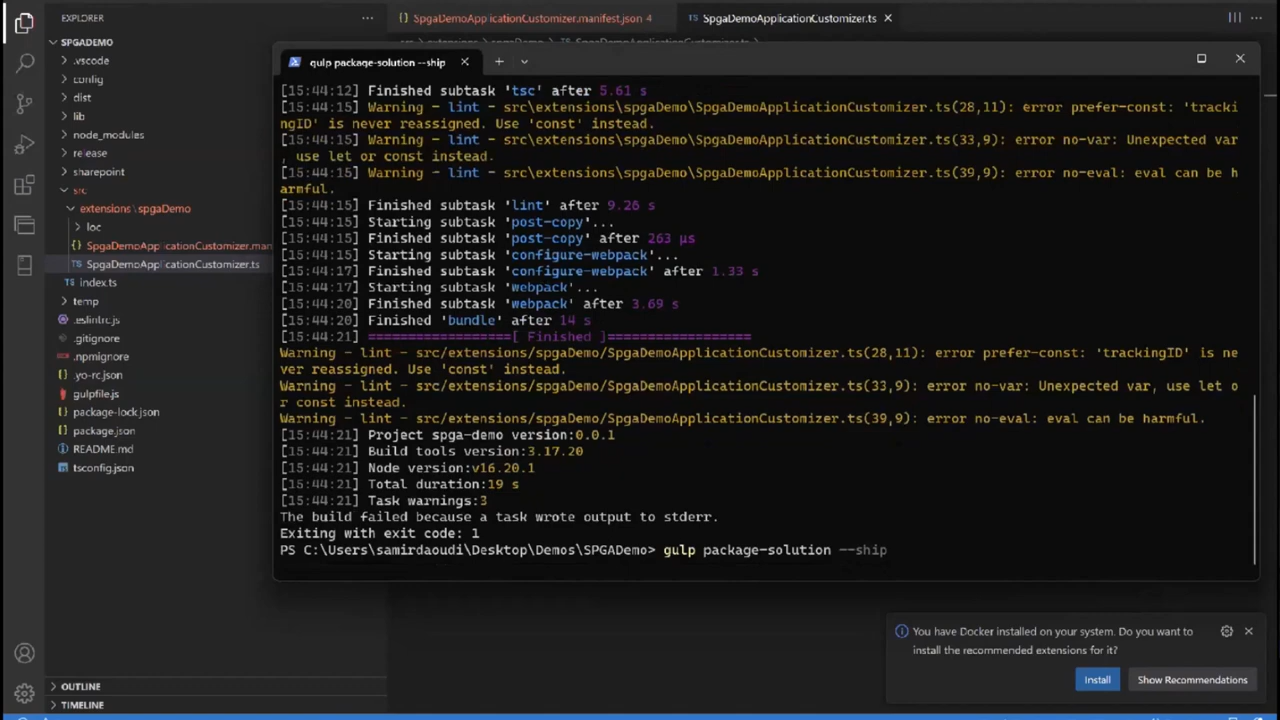 EXPLORER
SpgaDemoApplicationCustomizer.manifest.json 4
SpgaDemoApplicationCustomizer.ts
SPGADEMO
.vscode
config
dist
lib
node_modules
release
sharepoint
src
extensions\spgaDemo
loc
SpgaDemoApplicationCustomizer.man
SpgaDemoApplicationCustomizer.ts
index.ts
temp
.eslintrc.js
.gitignore
.npmignore
.yo-rc.json
gulpfile.js
package-lock.json
package.json
README.md
tsconfig.json
OUTLINE
TIMELINE
gulp package-solution --ship
[15:44:12] Finished subtask 'tsc' after 5.61 s
[15:44:15] Warning - lint - src\extensions\spgaDemo\SpgaDemoApplicationCustomizer.ts(28,11): error prefer-const: 'tracki
ngID' is never reassigned. Use 'const' instead.
[15:44:15] Warning - lint - src\extensions\spgaDemo\SpgaDemoApplicationCustomizer.ts(33,9): error no-var: Unexpected var
, use let or const instead.
[15:44:15] Warning - lint - src\extensions\spgaDemo\SpgaDemoApplicationCustomizer.ts(39,9): error no-eval: eval can be h
armful.
[15:44:15] Finished subtask 'lint' after 9.26 s
[15:44:15] Starting subtask 'post-copy'...
[15:44:15] Finished subtask 'post-copy' after 263 μs
[15:44:15] Starting subtask 'configure-webpack'...
[15:44:17] Finished subtask 'configure-webpack' after 1.33 s
[15:44:17] Starting subtask 'webpack'...
[15:44:20] Finished subtask 'webpack' after 3.69 s
[15:44:20] Finished 'bundle' after 14 s
[15:44:21] ==================[ Finished ]==================
Warning - lint - src/extensions/spgaDemo/SpgaDemoApplicationCustomizer.ts(28,11): error prefer-const: 'trackingID' is ne
ver reassigned. Use 'const' instead.
Warning - lint - src/extensions/spgaDemo/SpgaDemoApplicationCustomizer.ts(33,9): error no-var: Unexpected var, use let o
r const instead.
Warning - lint - src/extensions/spgaDemo/SpgaDemoApplicationCustomizer.ts(39,9): error no-eval: eval can be harmful.
[15:44:21] Project spga-demo version:0.0.1
[15:44:21] Build tools version:3.17.20
[15:44:21] Node version:v16.20.1
[15:44:21] Total duration:19 s
[15:44:21] Task warnings:3
The build failed because a task wrote output to stderr.
Exiting with exit code: 1
PS C:\Users\samirdaoudi\Desktop\Demos\SPGADemo> gulp package-solution --ship
You have Docker installed on your system. Do you want to
install the recommended extensions for it?
Install
Show Recommendations